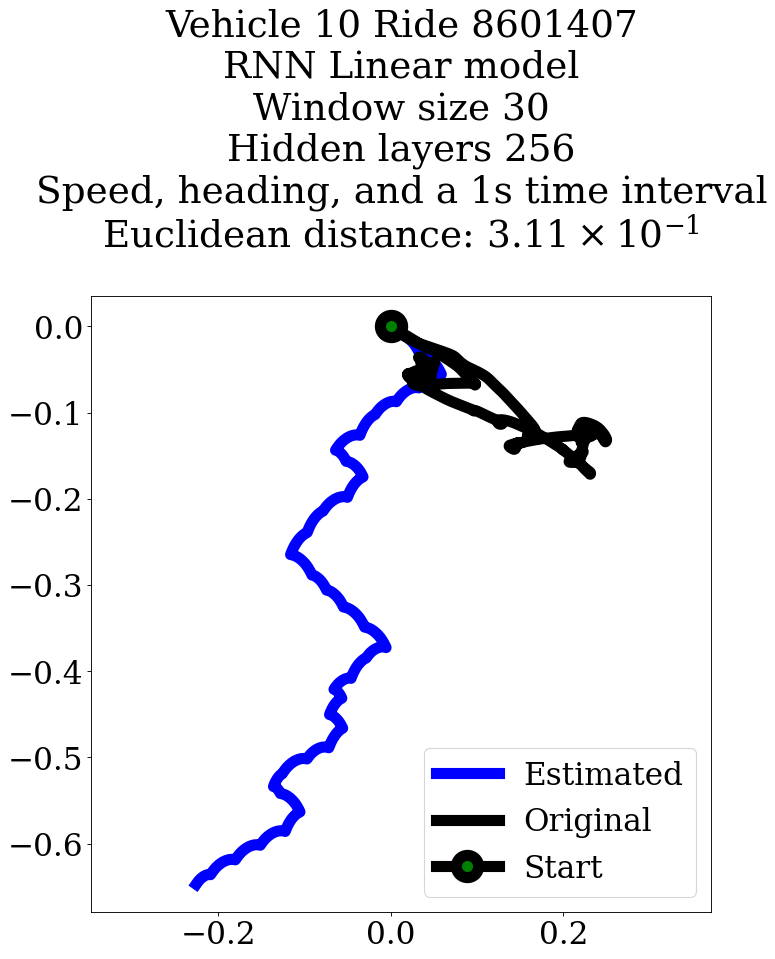 Vehicle 10 Ride 8601407
RNN Linear model
Window size 30
Hidden layers 256
Speed, heading, and a 1s time interval
Euclidean distance: 3.11 × 10⁻¹
0.0
−0.1
−0.2
−0.3
−0.4
−0.5
−0.6
Estimated
Original
Start
−0.2
0.0
0.2